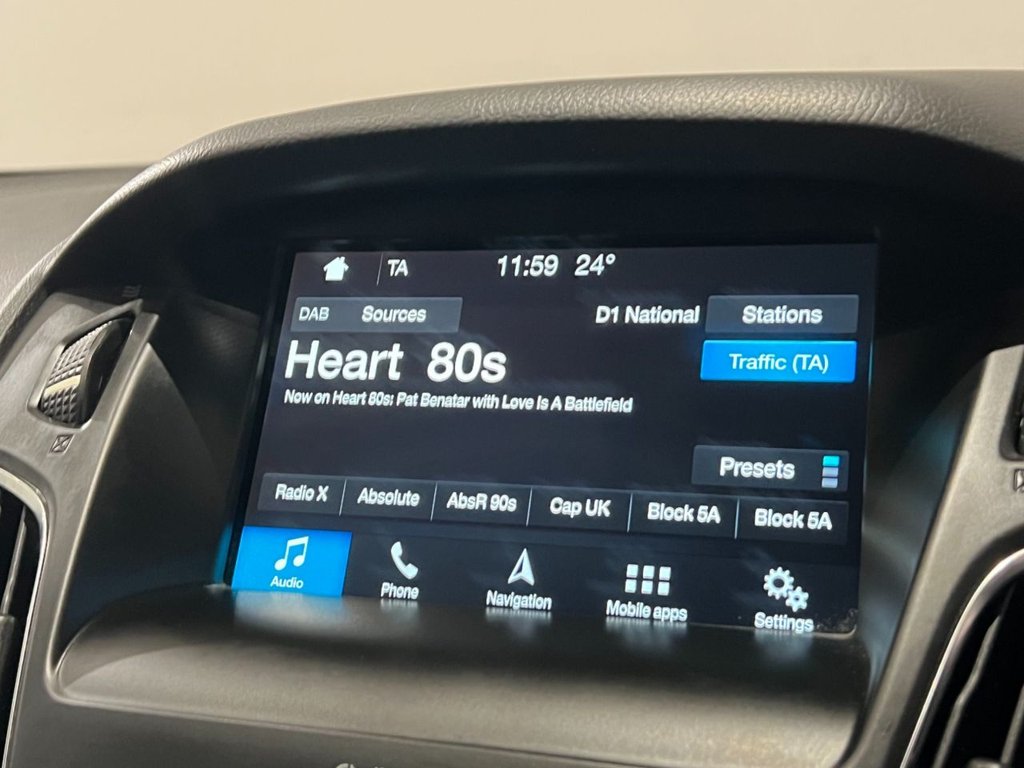 TA 11:59 24°
DAB Sources D1 National Stations
Heart 80s Traffic (TA)
Now on Heart 80s: Pat Benatar with Love Is A Battlefield
Presets
Radio X Absolute AbsR 90s Cap UK Block 5A Block 5A
Audio Phone Navigation Mobile apps Settings